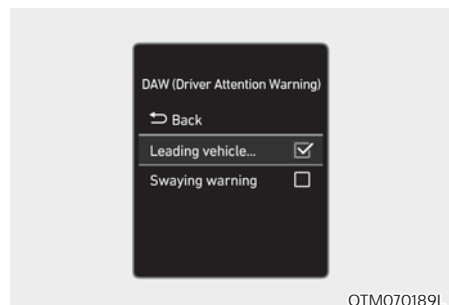 DAW (Driver Attention Warning)
Back
Leading vehicle...
Swaying warning
OTM070189L